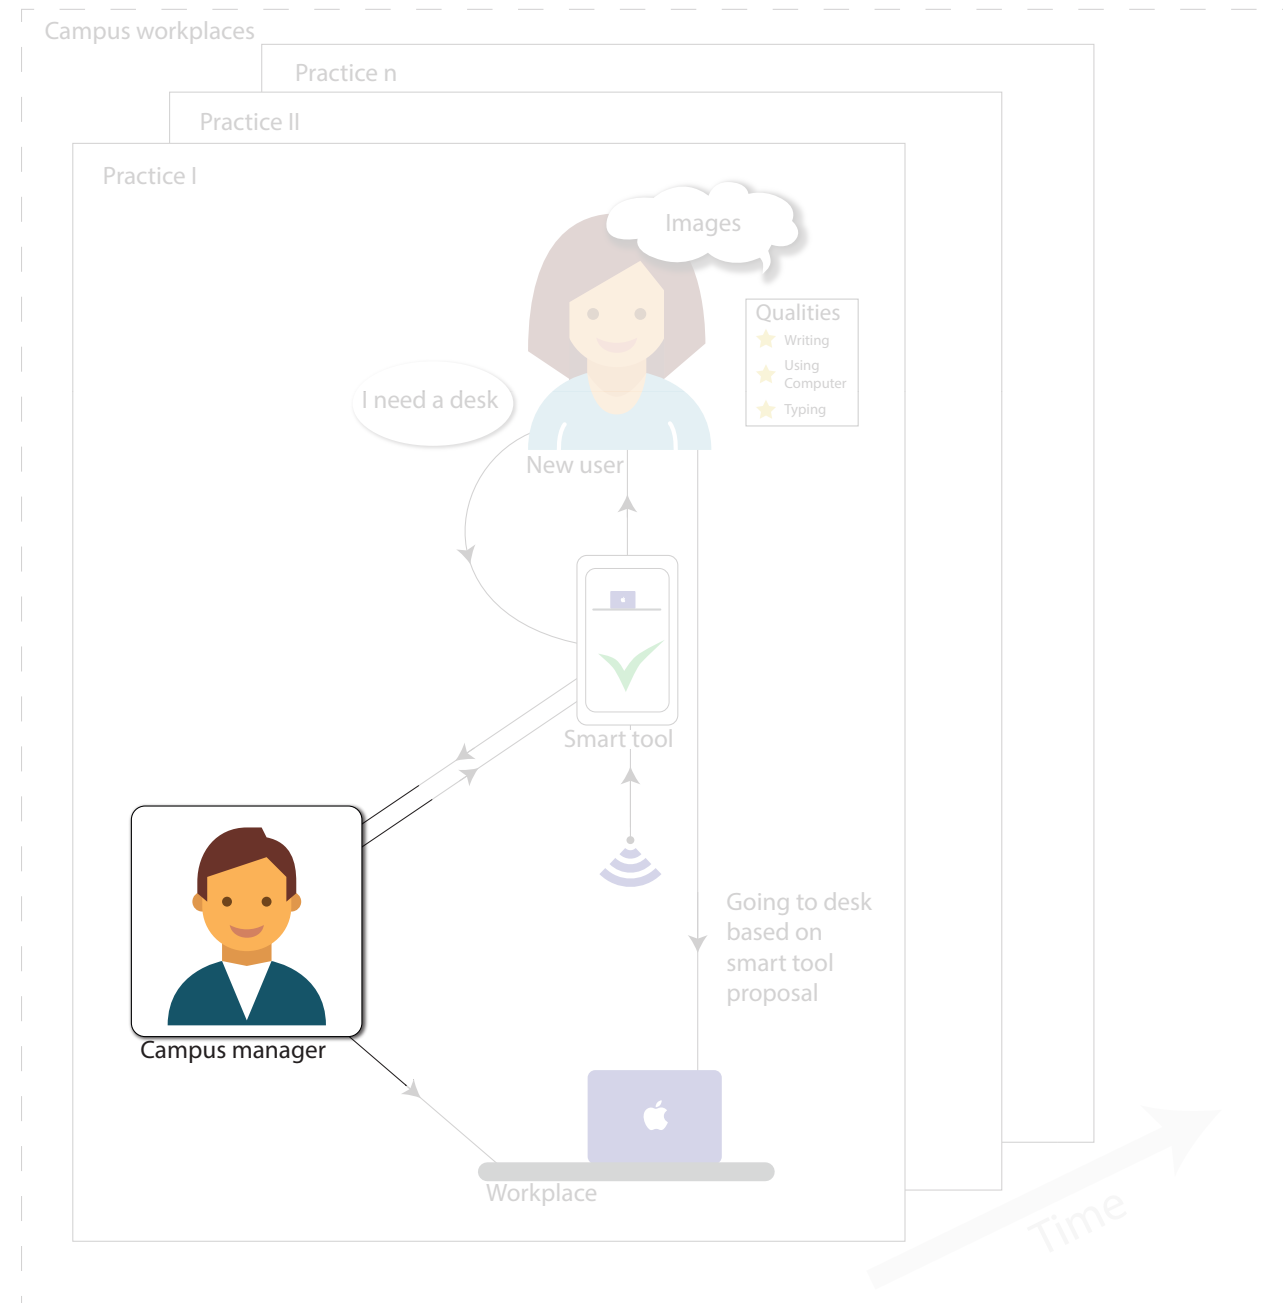 Campus workplaces
Practice n
Practice II
Practice I
Images
Qualities
Writing
Using
Computer
Typing
I need a desk
New user
Smart tool
Going to desk
based on
smart tool
proposal
Campus manager
Workplace
Time